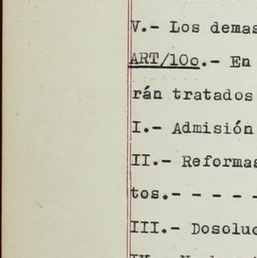 V.- Los demas
ART/10o.- En
rán tratados
I.- Admisión
II.- Reformas
tos.- - - - -
III.- Dosoluc